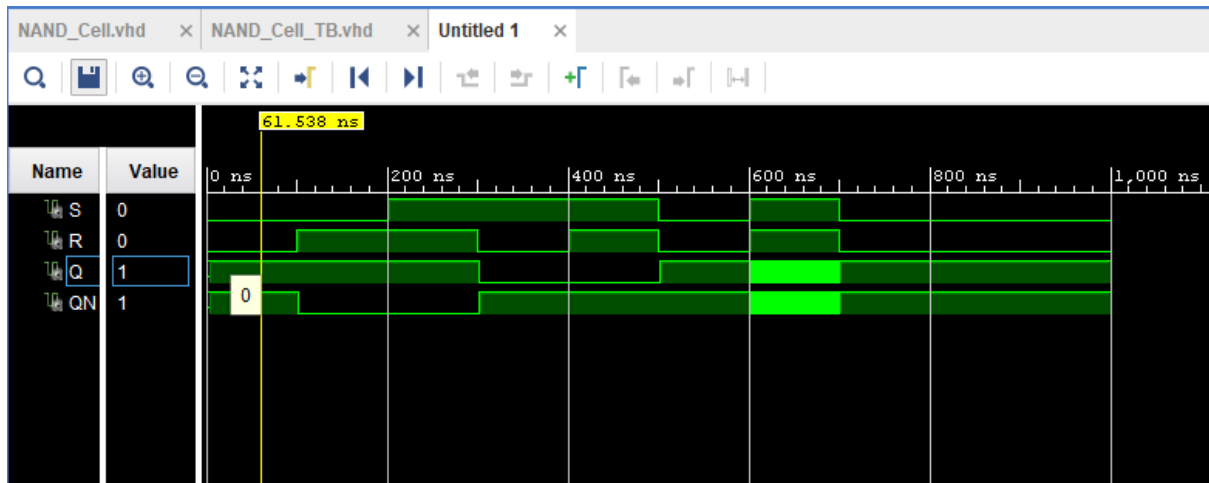 NAND_Cell.vhd × NAND_Cell_TB.vhd × Untitled 1 ×
61.538 ns
Name Value 0 ns 200 ns 400 ns 600 ns 800 ns 1,000 ns
S 0
R 0
Q 1
QN 1
0